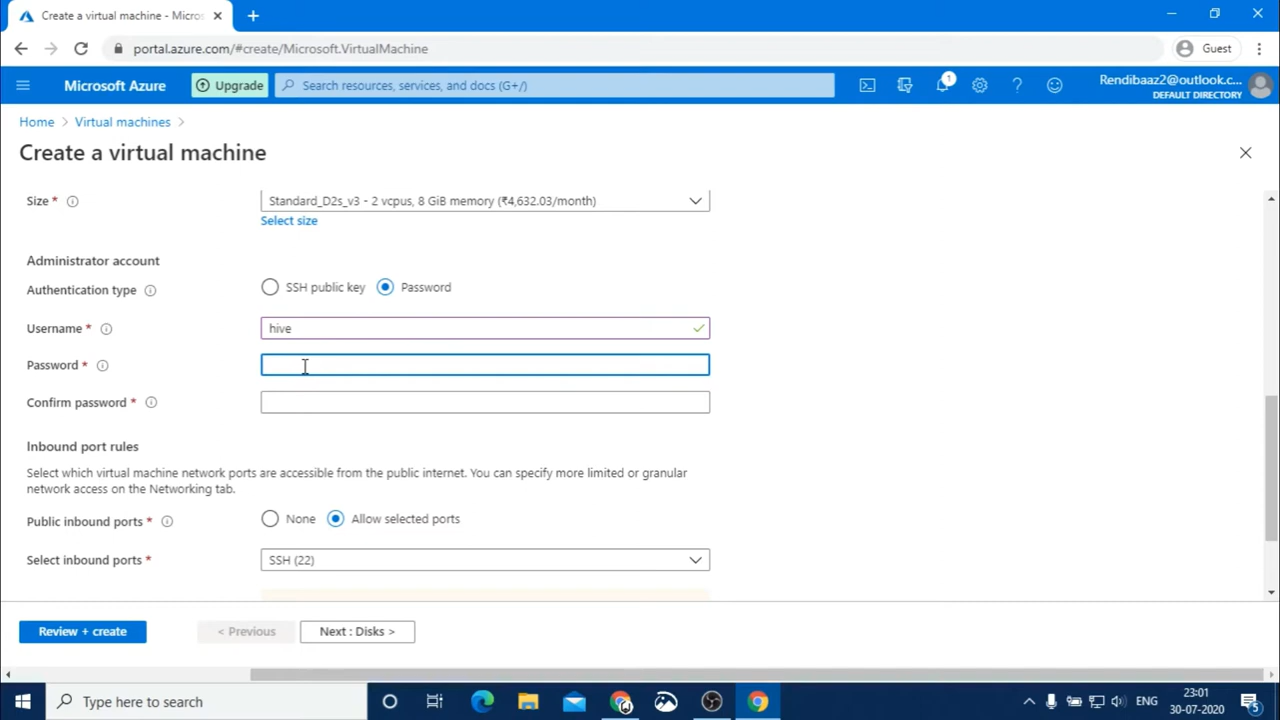 Create a virtual machine - Micros
portal.azure.com/#create/Microsoft.VirtualMachine
Guest
Microsoft Azure
Upgrade
Search resources, services, and docs (G+/)
1
Rendibaaz2@outlook.c...
DEFAULT DIRECTORY
Home > Virtual machines >
Create a virtual machine
Size *
Standard_D2s_v3 - 2 vcpus, 8 GiB memory (₹4,632.03/month)
Select size
Administrator account
Authentication type
SSH public key
Password
Username *
hive
Password *
Confirm password *
Inbound port rules
Select which virtual machine network ports are accessible from the public internet. You can specify more limited or granular
network access on the Networking tab.
Public inbound ports *
None
Allow selected ports
Select inbound ports *
SSH (22)
Review + create
< Previous
Next : Disks >
Type here to search
ENG
23:01
30-07-2020
5